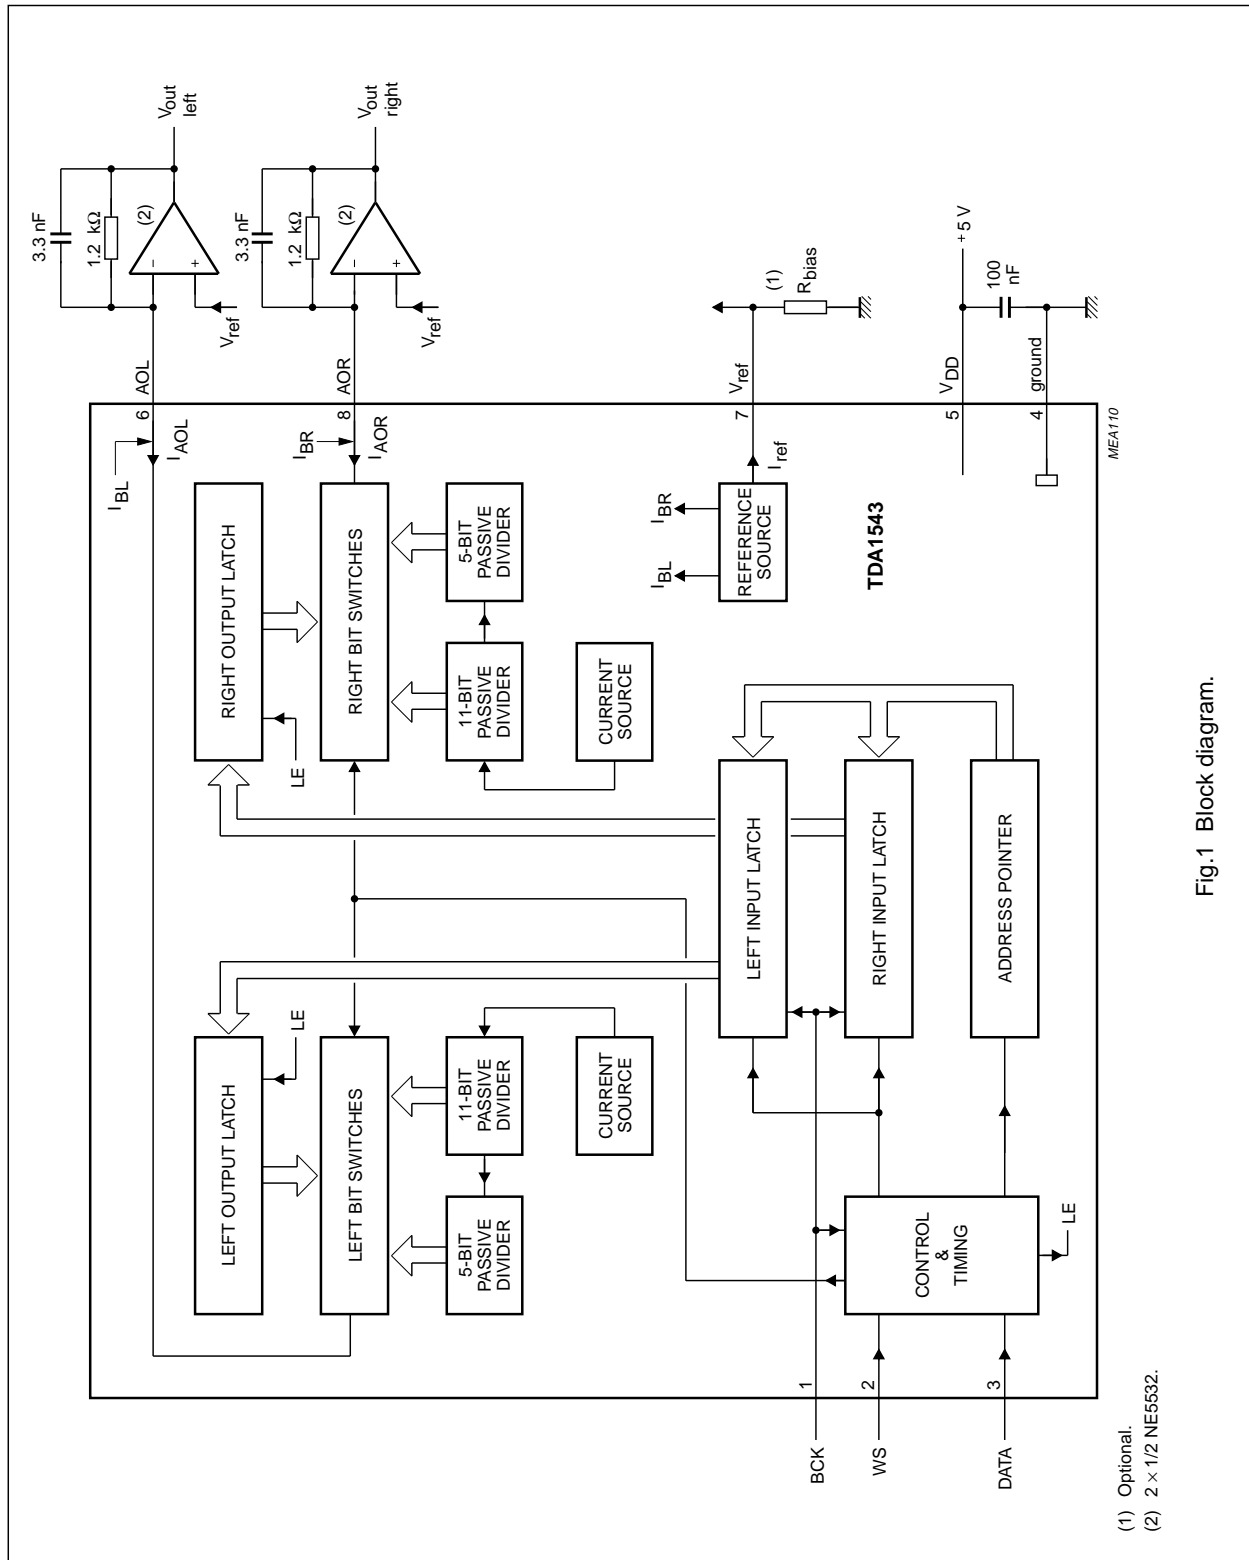 3.3 nF
1.2 kΩ
(2)
−
+
Vref
Vout
left
3.3 nF
1.2 kΩ
(2)
−
+
Vref
Vout
right
(1)
Rbias
+5 V
100
nF
AOL
AOR
Vref
VDD
ground
6
8
7
5
4
IBL
IAOL
IBR
IAOR
Iref
RIGHT OUTPUT LATCH
LE
RIGHT BIT SWITCHES
5-BIT
PASSIVE
DIVIDER
11-BIT
PASSIVE
DIVIDER
CURRENT
SOURCE
IBL
IBR
REFERENCE
SOURCE
TDA1543
MEA110
LEFT INPUT LATCH
RIGHT INPUT LATCH
ADDRESS POINTER
LEFT OUTPUT LATCH
LE
LEFT BIT SWITCHES
11-BIT
PASSIVE
DIVIDER
5-BIT
PASSIVE
DIVIDER
CURRENT
SOURCE
CONTROL
&
TIMING
LE
1
2
3
BCK
WS
DATA
(1) Optional.
(2) 2 × 1/2 NE5532.
Fig.1 Block diagram.